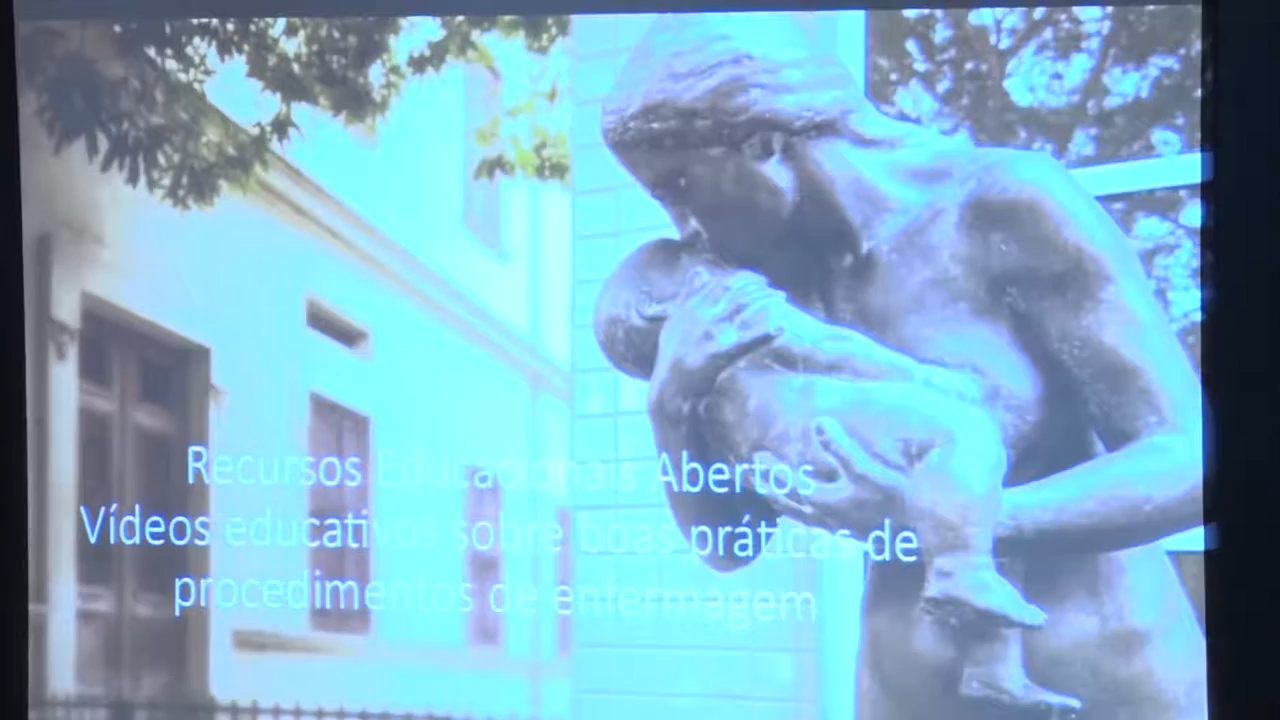 Recursos Educacionais Abertos
Vídeos educativos sobre boas práticas de
procedimentos de enfermagem